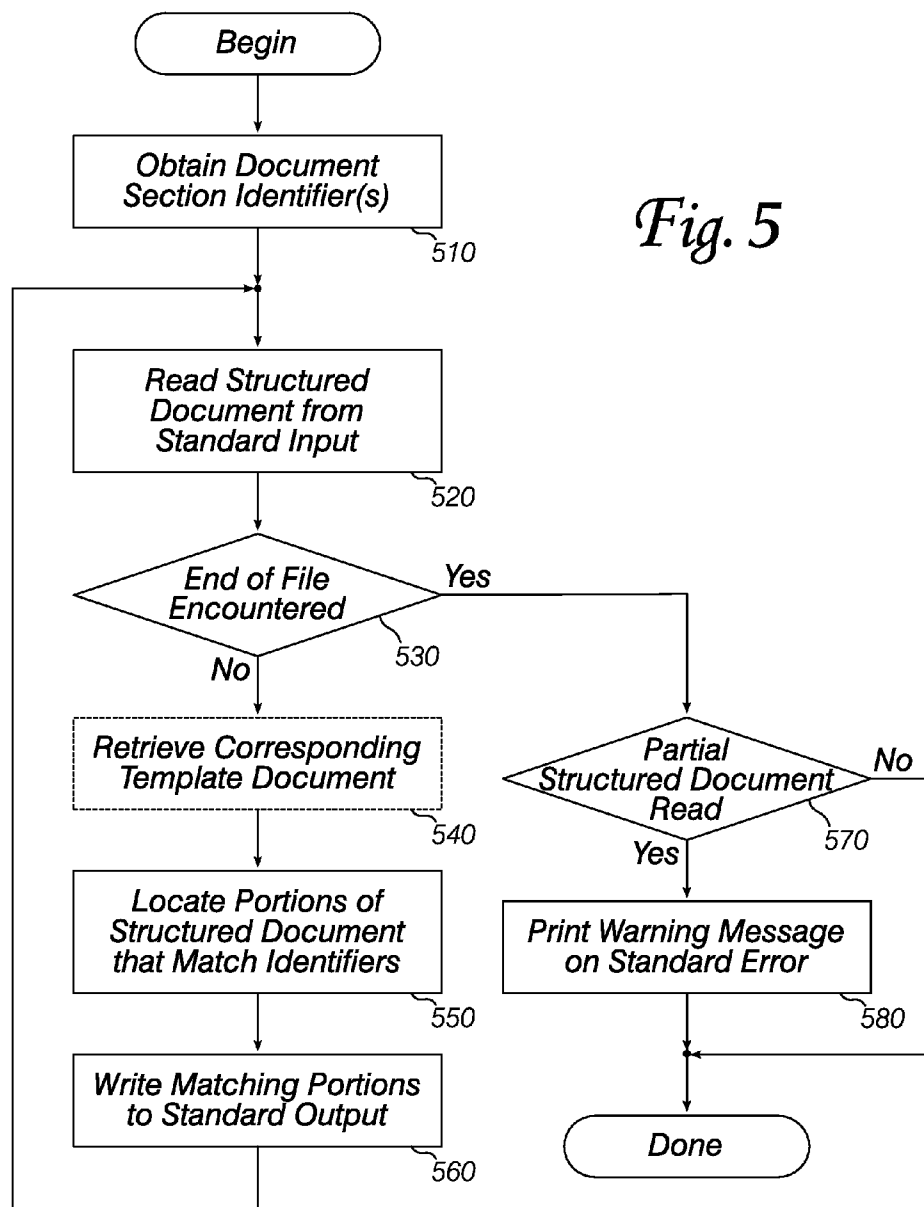 Begin
Obtain Document
Section Identifier(s)
510
Fig. 5
Read Structured
Document from
Standard Input
520
End of File
Encountered
Yes
530
No
Retrieve Corresponding
Template Document
540
Partial
Structured Document
Read
No
570
Yes
Locate Portions of
Structured Document
that Match Identifiers
550
Print Warning Message
on Standard Error
580
Write Matching Portions
to Standard Output
560
Done